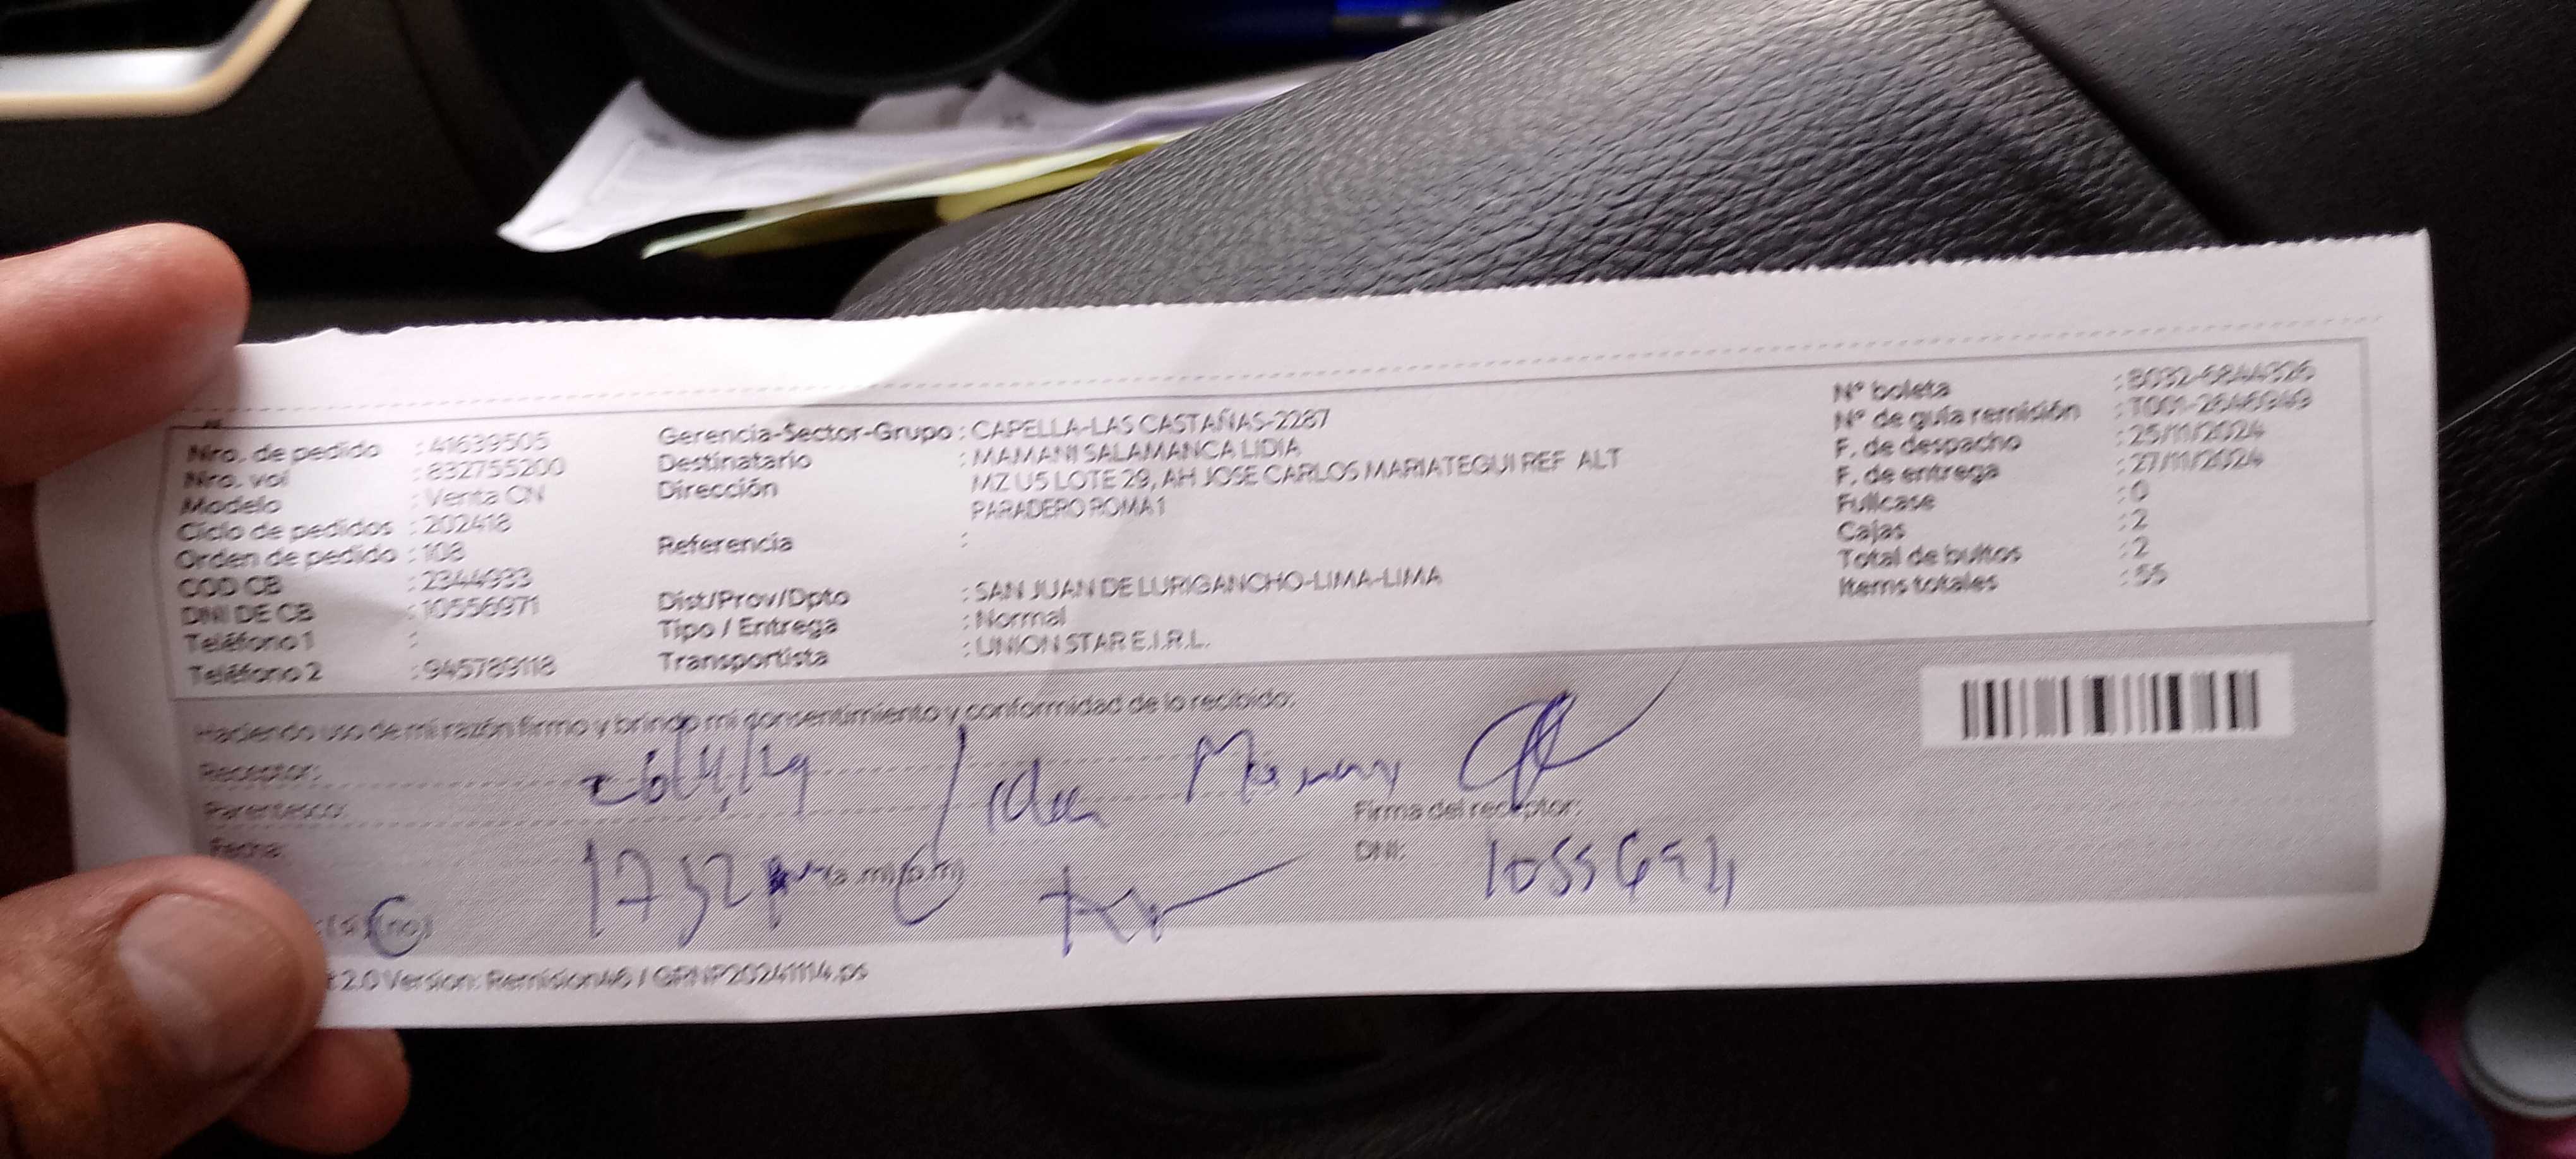 Nro. de pedido : 41639505
Nro. vol : 832755200
Modelo : Venta CN
Ciclo de pedidos : 202418
Orden de pedido : 108
COD CB : 2344933
DNI DE CB : 10556971
Teléfono 1 :
Teléfono 2 : 945789118
Gerencia-Sector-Grupo : CAPELLA-LAS CASTAÑAS-2287
Destinatario : MAMANI SALAMANCA LIDIA
Dirección MZ U5 LOTE 29, AH JOSE CARLOS MARIATEGUI REF ALT
PARADERO ROMA 1
Referencia :
Dist/Prov/Dpto : SAN JUAN DE LURIGANCHO-LIMA-LIMA
Tipo / Entrega : Normal
Transportista : UNION STAR E.I.R.L.
N° boleta
N° de guía remisión
F. de despacho : 25/11/2024
F. de entrega : 27/11/2024
Fullcase : 0
Cajas : 2
Total de bultos : 2
Items totales : 55
Haciendo uso de mi razón firmo y brindo mi consentimiento y conformidad de lo recibido.
Receptor:
Parentesco:
Firma del receptor:
Fecha: (a.m)(p.m)
DNI:
(si)(no)
2.0 Version: Remision46 / GRNP20241114.ps